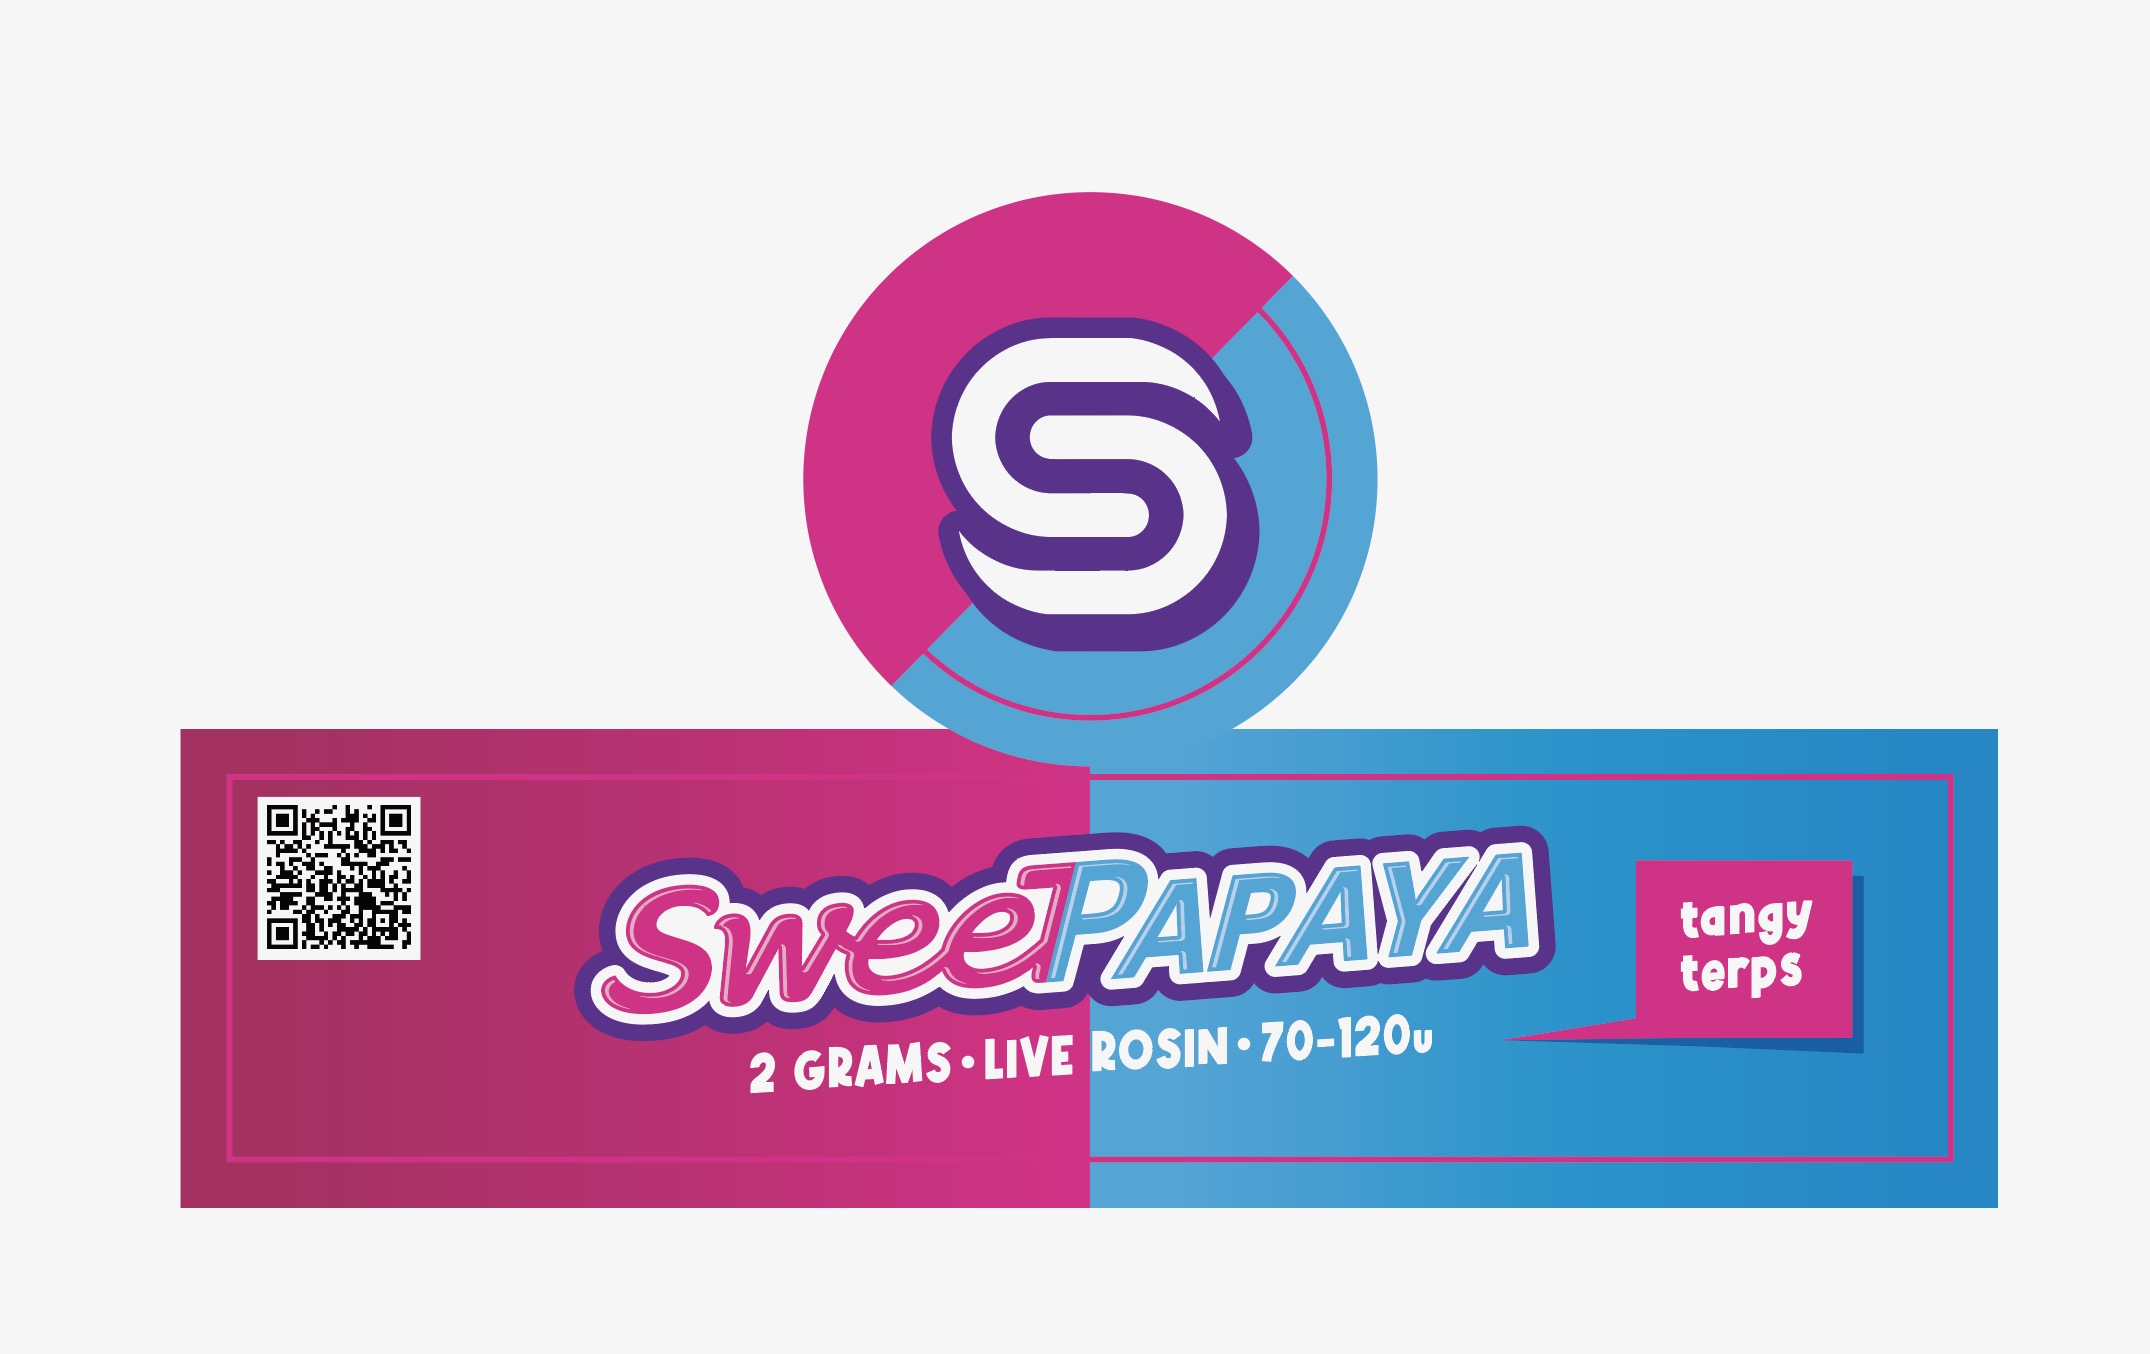 S
SweeTPAPAYA
2 GRAMS • LIVE ROSIN • 70-120u
tangy
terps